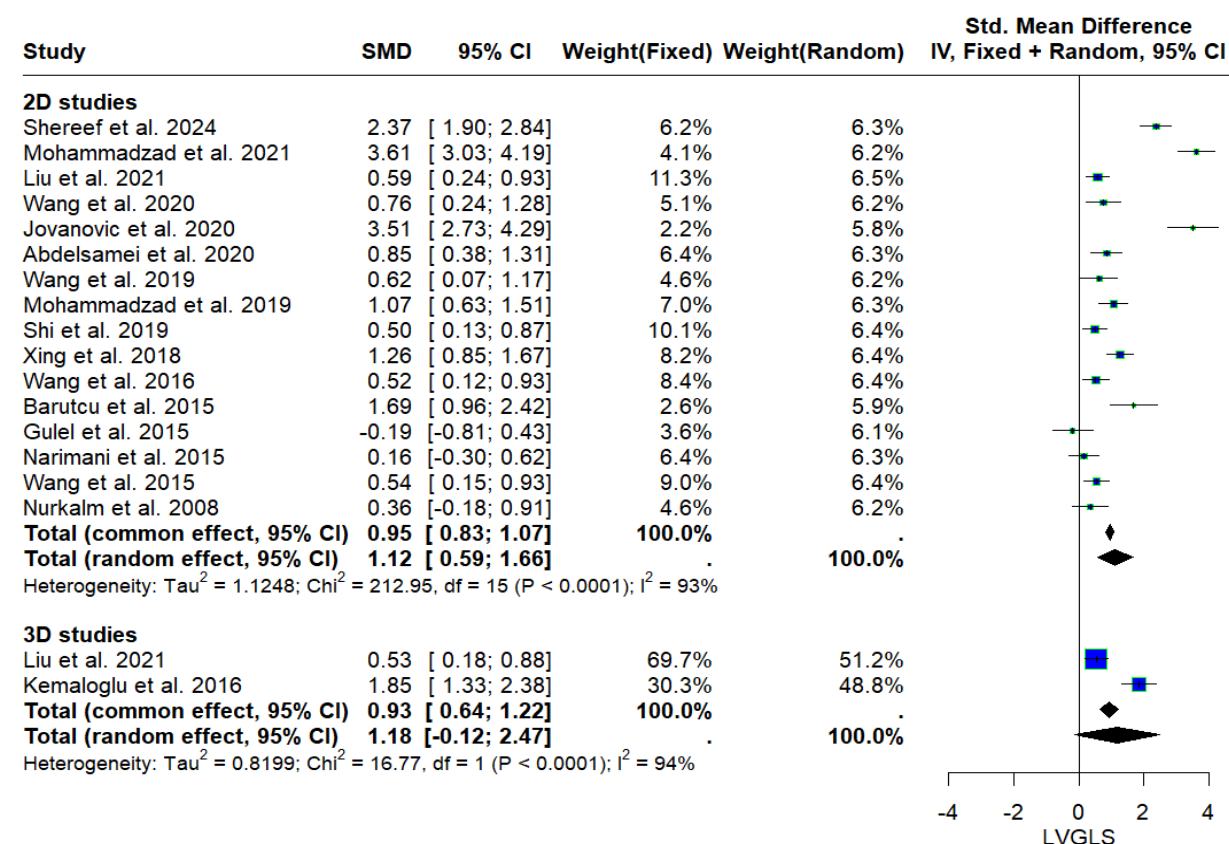 Std. Mean Difference
Study SMD 95% CI Weight(Fixed) Weight(Random) IV, Fixed + Random, 95% CI
2D studies
Shereef et al. 2024 2.37 [ 1.90; 2.84] 6.2% 6.3%
Mohammadzad et al. 2021 3.61 [ 3.03; 4.19] 4.1% 6.2%
Liu et al. 2021 0.59 [ 0.24; 0.93] 11.3% 6.5%
Wang et al. 2020 0.76 [ 0.24; 1.28] 5.1% 6.2%
Jovanovic et al. 2020 3.51 [ 2.73; 4.29] 2.2% 5.8%
Abdelsamei et al. 2020 0.85 [ 0.38; 1.31] 6.4% 6.3%
Wang et al. 2019 0.62 [ 0.07; 1.17] 4.6% 6.2%
Mohammadzad et al. 2019 1.07 [ 0.63; 1.51] 7.0% 6.3%
Shi et al. 2019 0.50 [ 0.13; 0.87] 10.1% 6.4%
Xing et al. 2018 1.26 [ 0.85; 1.67] 8.2% 6.4%
Wang et al. 2016 0.52 [ 0.12; 0.93] 8.4% 6.4%
Barutcu et al. 2015 1.69 [ 0.96; 2.42] 2.6% 5.9%
Gulel et al. 2015 -0.19 [-0.81; 0.43] 3.6% 6.1%
Narimani et al. 2015 0.16 [-0.30; 0.62] 6.4% 6.3%
Wang et al. 2015 0.54 [ 0.15; 0.93] 9.0% 6.4%
Nurkalm et al. 2008 0.36 [-0.18; 0.91] 4.6% 6.2%
Total (common effect, 95% CI) 0.95 [ 0.83; 1.07] 100.0% .
Total (random effect, 95% CI) 1.12 [ 0.59; 1.66] . 100.0%
Heterogeneity: Tau² = 1.1248; Chi² = 212.95, df = 15 (P < 0.0001); I² = 93%
3D studies
Liu et al. 2021 0.53 [ 0.18; 0.88] 69.7% 51.2%
Kemaloglu et al. 2016 1.85 [ 1.33; 2.38] 30.3% 48.8%
Total (common effect, 95% CI) 0.93 [ 0.64; 1.22] 100.0% .
Total (random effect, 95% CI) 1.18 [-0.12; 2.47] . 100.0%
Heterogeneity: Tau² = 0.8199; Chi² = 16.77, df = 1 (P < 0.0001); I² = 94%
-4 -2 0 2 4
LVGLS